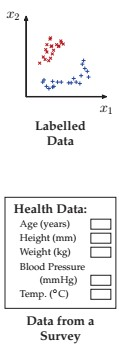 x₂
x₁
Labelled
Data
Health Data:
Age (years)
Height (mm)
Weight (kg)
Blood Pressure
(mmHg)
Temp. (°C)
Data from a
Survey